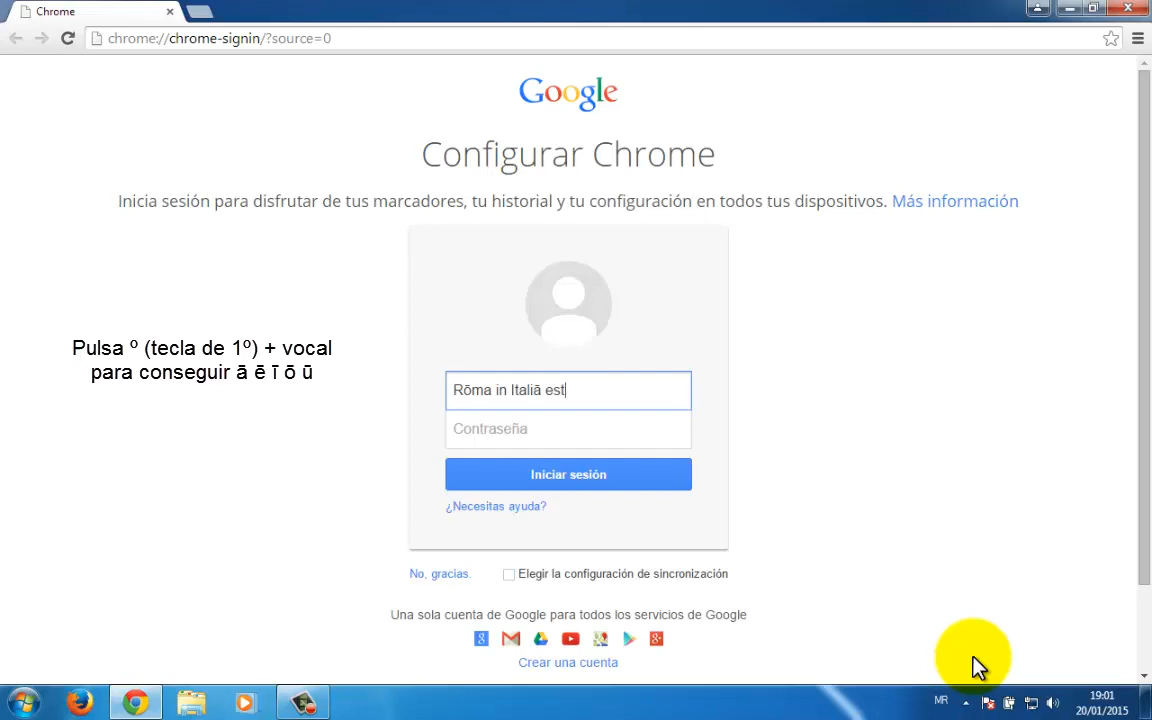 Chrome
chrome://chrome-signin/?source=0
Google
Configurar Chrome
Inicia sesión para disfrutar de tus marcadores, tu historial y tu configuración en todos tus dispositivos. Más información
Pulsa º (tecla de 1º) + vocal
para conseguir ā ē ī ō ū
Rōma in Italiā est
Contraseña
Iniciar sesión
¿Necesitas ayuda?
No, gracias.
Elegir la configuración de sincronización
Una sola cuenta de Google para todos los servicios de Google
Crear una cuenta
MR
19:01
20/01/2015